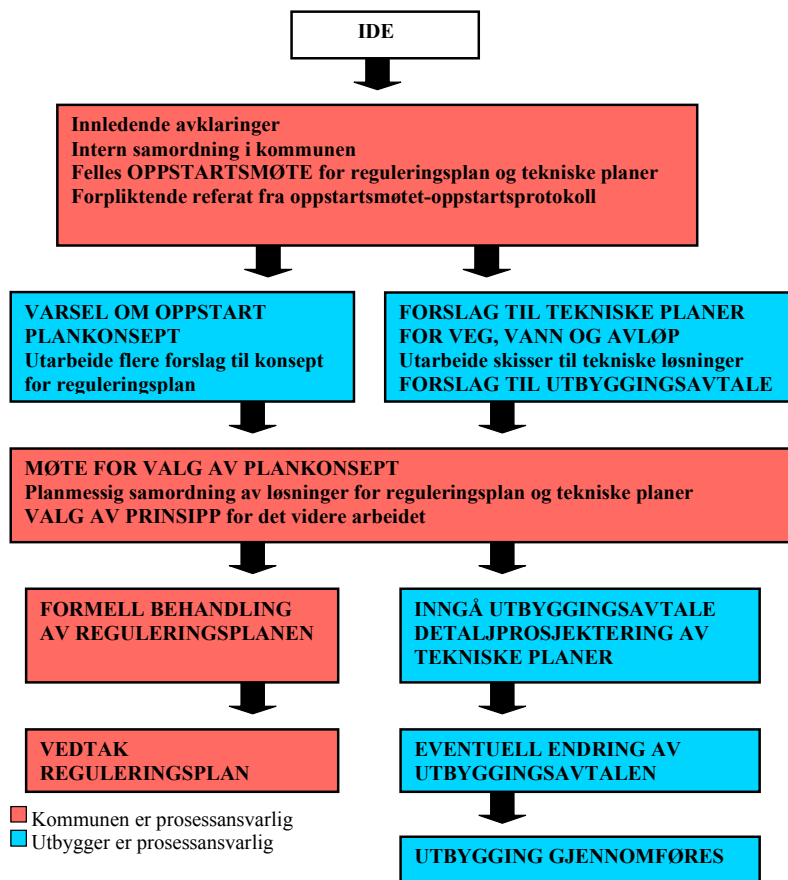 IDE
Innledende avklaringer
Intern samordning i kommunen
Felles OPPSTARTSMØTE for reguleringsplan og tekniske planer
Forpliktende referat fra oppstartsmøtet-oppstartsprotokoll
VARSEL OM OPPSTART
PLANKONSEPT
Utarbeide flere forslag til konsept
for reguleringsplan
FORSLAG TIL TEKNISKE PLANER
FOR VEG, VANN OG AVLØP
Utarbeide skisser til tekniske løsninger
FORSLAG TIL UTBYGGINGSAVTALE
MØTE FOR VALG AV PLANKONSEPT
Planmessig samordning av løsninger for reguleringsplan og tekniske planer
VALG AV PRINSIPP for det videre arbeidet
FORMELL BEHANDLING
AV REGULERINGSPLANEN
INNGÅ UTBYGGINGSAVTALE
DETALJPROSJEKTERING AV
TEKNISKE PLANER
VEDTAK
REGULERINGSPLAN
EVENTUELL ENDRING AV
UTBYGGINGSAVTALEN
Kommunen er prosessansvarlig
Utbygger er prosessansvarlig
UTBYGGING GJENNOMFØRES